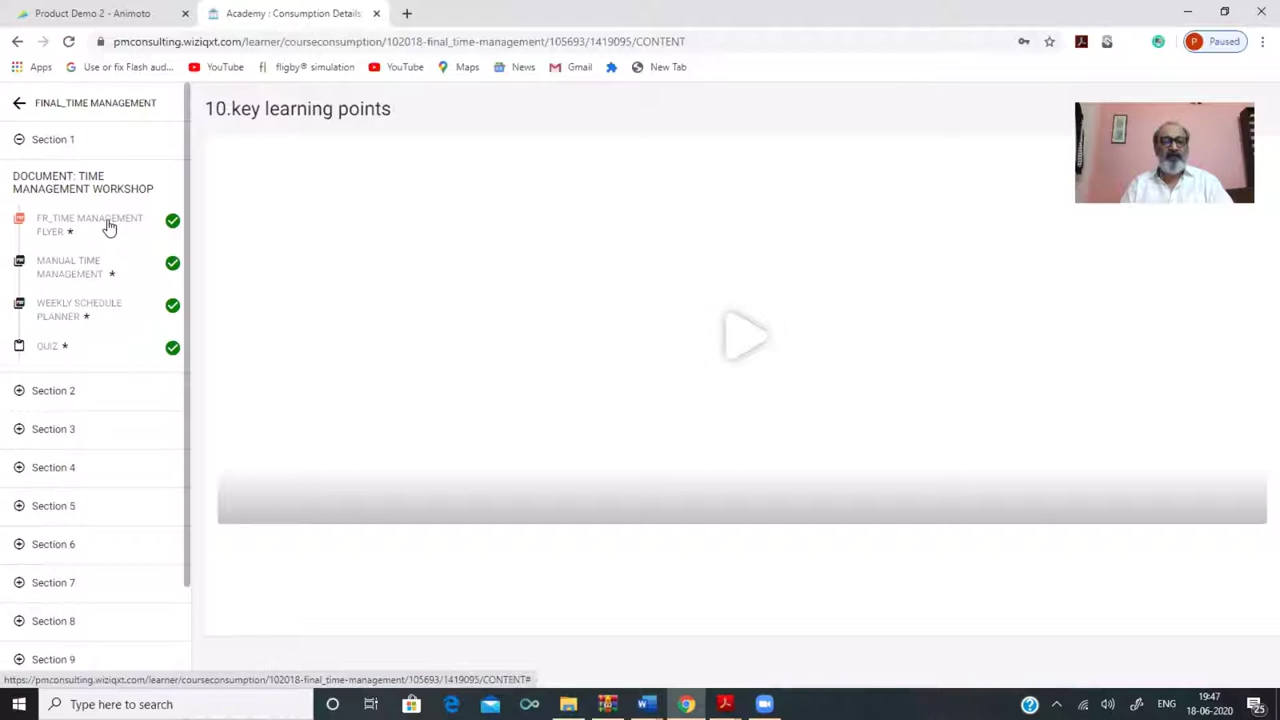 Product Demo 2 - Animoto
Academy : Consumption Details
pmconsulting.wiziqxt.com/learner/courseconsumption/102018-final_time-management/105693/1419095/CONTENT
P Paused
Apps
Use or fix Flash aud...
YouTube
fligby® simulation
YouTube
Maps
News
Gmail
New Tab
FINAL_TIME MANAGEMENT
10.key learning points
Section 1
DOCUMENT: TIME
MANAGEMENT WORKSHOP
FR_TIME MANAGEMENT
FLYER *
MANUAL TIME
MANAGEMENT *
WEEKLY SCHEDULE
PLANNER *
QUIZ *
Section 2
Section 3
Section 4
Section 5
Section 6
Section 7
Section 8
Section 9
https://pmconsulting.wiziqxt.com/learner/courseconsumption/102018-final_time-management/105693/1419095/CONTENT#
Type here to search
ENG
19:47
18-06-2020
25